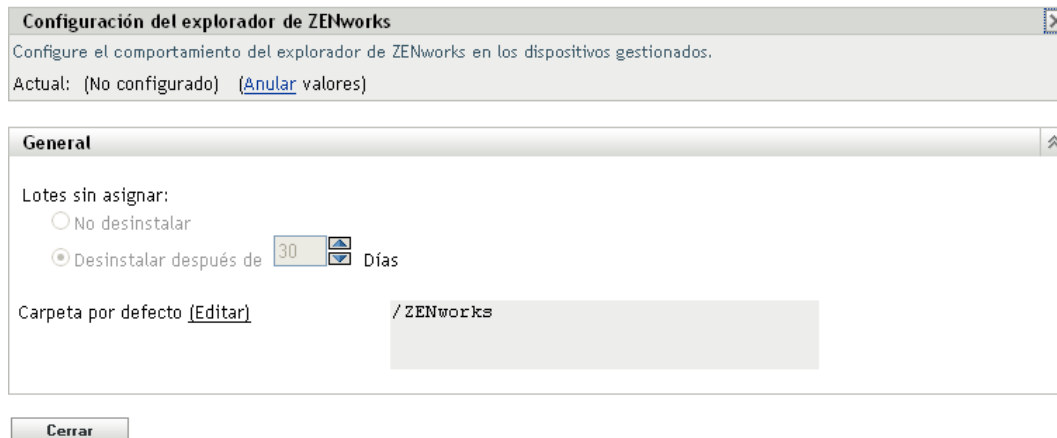 Configuración del explorador de ZENworks
Configure el comportamiento del explorador de ZENworks en los dispositivos gestionados.
Actual: (No configurado) (Anular valores)
General
Lotes sin asignar:
No desinstalar
Desinstalar después de 30 Días
Carpeta por defecto (Editar) /ZENworks
Cerrar